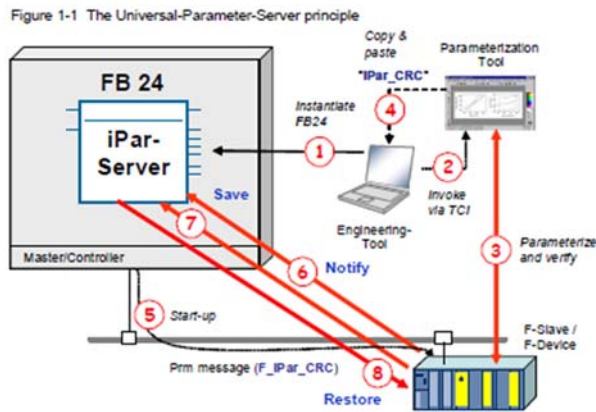 Figure 1-1 The Universal-Parameter-Server principle
Copy &
paste
"IPar_CRC"
Parameterization
Tool
FB 24
Instantiate
FB24
4
iPar-
Server
1
2
Save
Invoke
via TCI
Engineering-
Tool
7
3
Parameterize
and verify
6
Notify
Master/Controller
5
Start-up
F-Slave /
F-Device
Prm message (F_IPar_CRC)
8
Restore